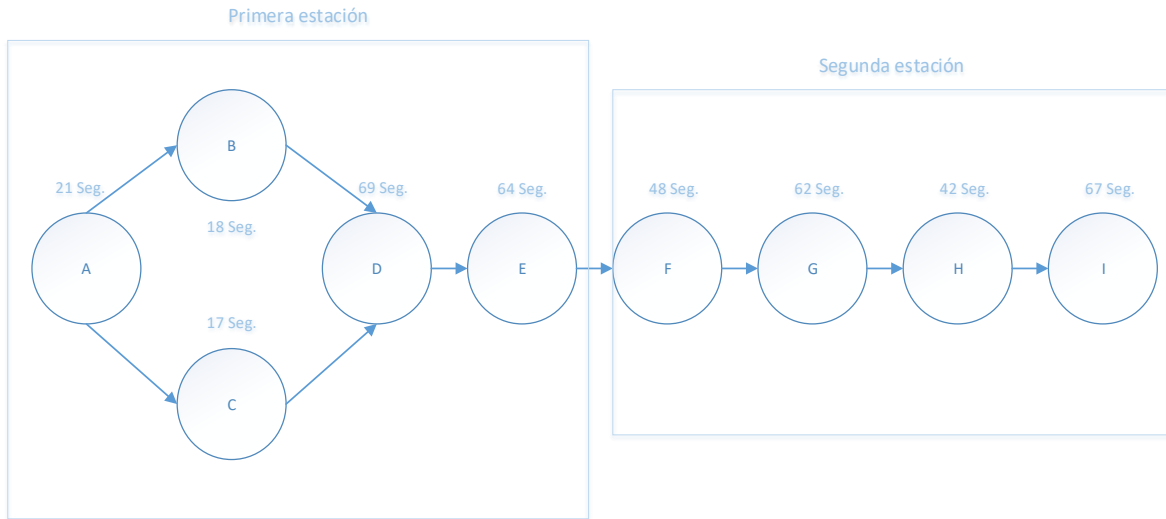 Primera estación
Segunda estación
B
21 Seg.
69 Seg.
64 Seg.
48 Seg.
62 Seg.
42 Seg.
67 Seg.
18 Seg.
A
D
E
F
G
H
I
17 Seg.
C